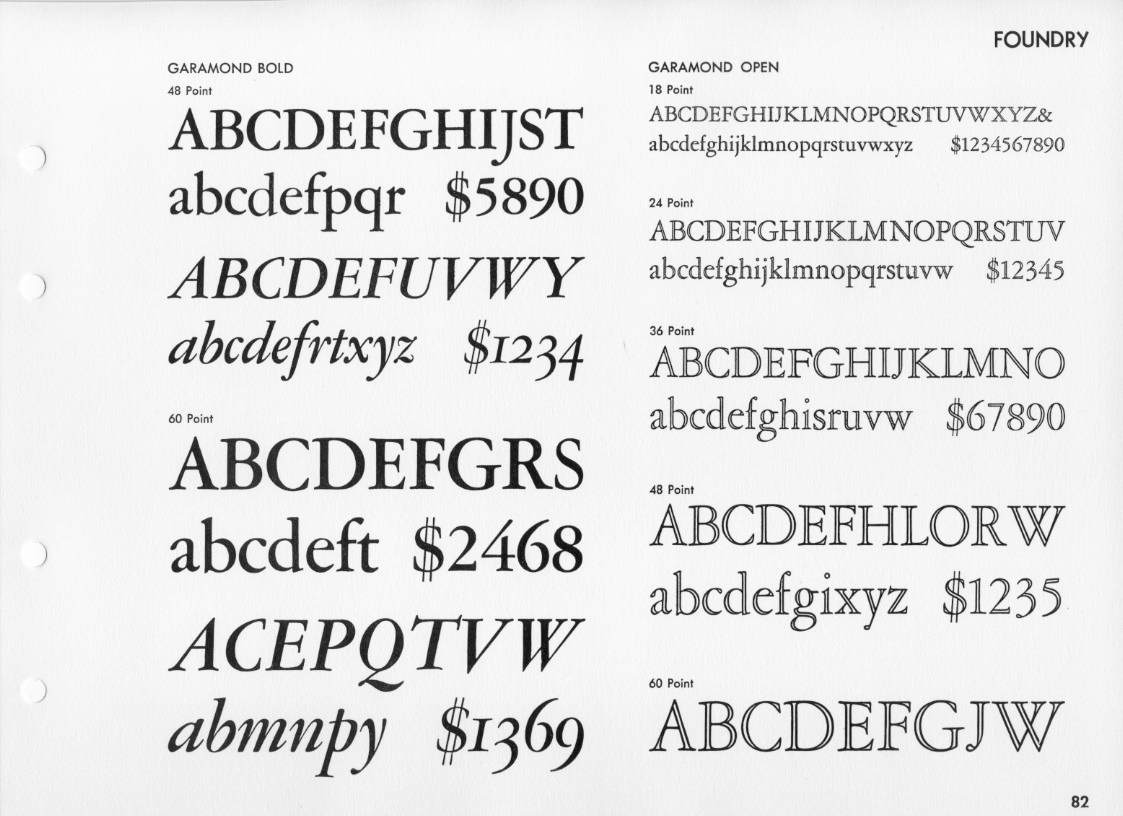 FOUNDRY
GARAMOND BOLD
48 Point
ABCDEFGHIJST
abcdefpqr $5890
ABCDEFUVWY
abcdefrtxyz $1234
60 Point
ABCDEFGRS
abcdeft $2468
ACEPQTVW
abmnpy $1369
GARAMOND OPEN
18 Point
ABCDEFGHIJKLMNOPQRSTUVWXYZ&
abcdefghijklmnopqrstuvwxyz $1234567890
24 Point
ABCDEFGHIJKLMNOPQRSTUV
abcdefghijklmnopqrstuvw $12345
36 Point
ABCDEFGHIJKLMNO
abcdefghisruvw $67890
48 Point
ABCDEFHLORW
abcdefgixyz $1235
60 Point
ABCDEFGJW
82